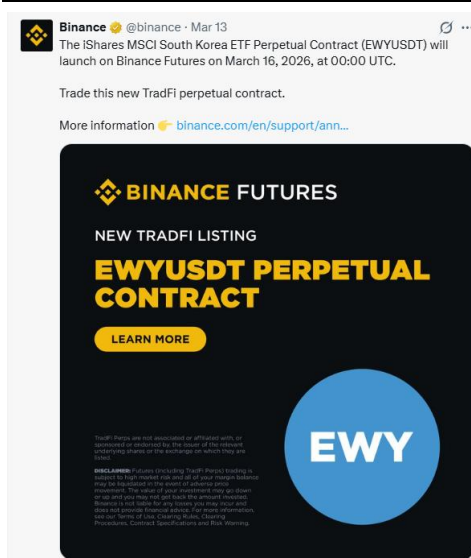 Binance @binance · Mar 13
The iShares MSCI South Korea ETF Perpetual Contract (EWYUSDT) will
launch on Binance Futures on March 16, 2026, at 00:00 UTC.
Trade this new TradFi perpetual contract.
More information 👉 binance.com/en/support/ann...
BINANCE FUTURES
NEW TRADFI LISTING
EWYUSDT PERPETUAL
CONTRACT
LEARN MORE
EWY
TradFi Perps are not associated or affiliated with, or
sponsored or endorsed by, the issuer of the relevant
underlying shares or the exchange on which they are
listed.
DISCLAIMER: Futures (including TradFi Perps) trading is
subject to high market risk and all of your margin balance
may be liquidated in the event of adverse price
movement. The value of your investment may go down
or up and you may not get back the amount invested.
Binance is not liable for any losses you may incur and
does not provide financial advice. For more information,
see our Terms of Use, Clearing Rules, Clearing
Procedures, Contract Specifications and Risk Warning.